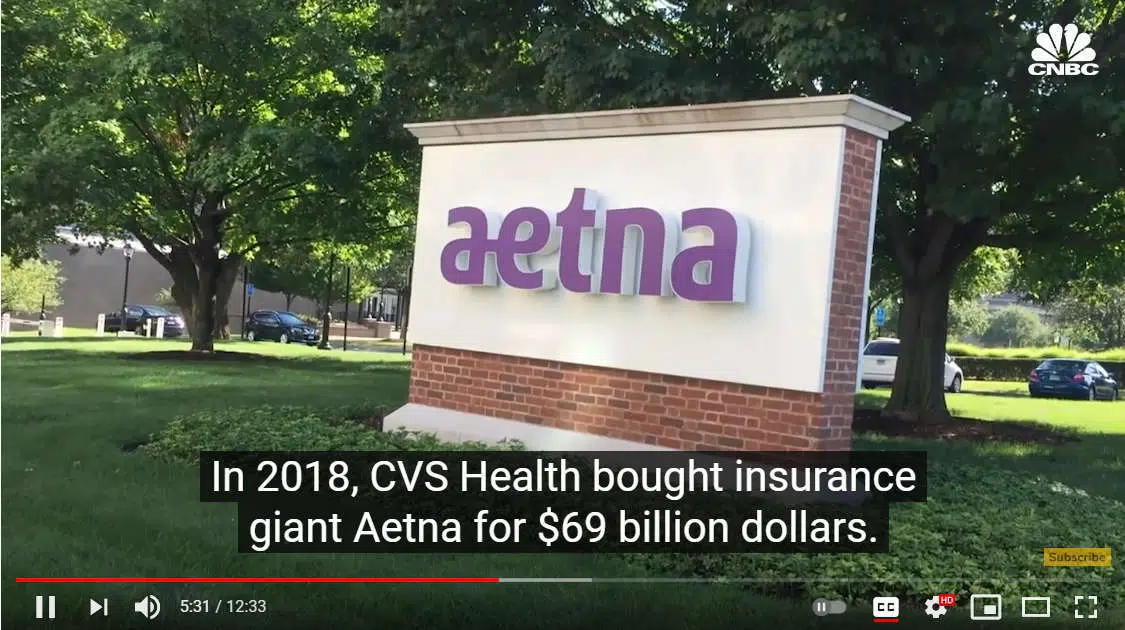 CNBC
aetna
In 2018, CVS Health bought insurance
giant Aetna for $69 billion dollars.
Subscribe
5:31 / 12:33
CC
HD